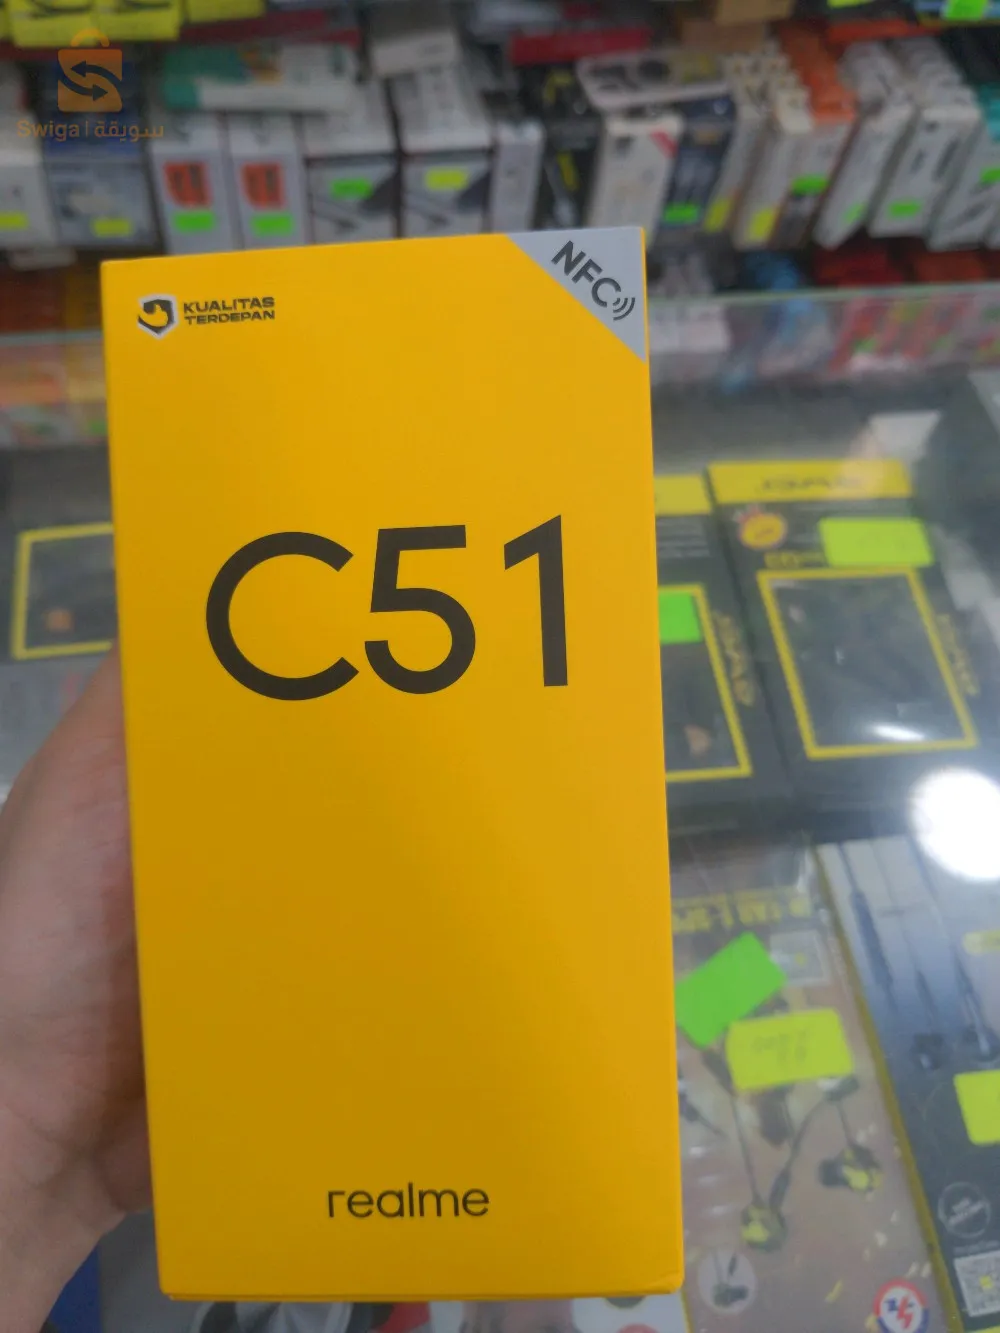 Swiga | سويقة
KUALITAS
TERDEPAN
NFC
C51
realme